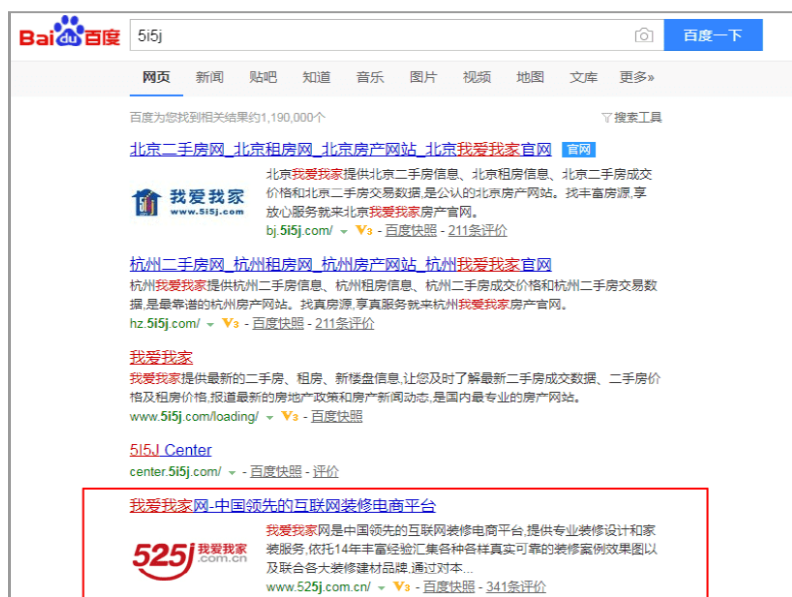 Bai du 百度 5i5j 百度一下
网页 新闻 贴吧 知道 音乐 图片 视频 地图 文库 更多»
百度为您找到相关结果约1,190,000个 搜索工具
北京二手房网_北京租房网_北京房产网站_北京我爱我家官网 官网
北京我爱我家提供北京二手房信息、北京租房信息、北京二手房成交
我爱我家 价格和北京二手房交易数据,是公认的北京房产网站。找丰富房源,享
www.5i5j.com 放心服务就来北京我爱我家房产官网。
bj.5i5j.com/ V3 - 百度快照 - 211条评价
杭州二手房网_杭州租房网_杭州房产网站_杭州我爱我家官网
杭州我爱我家提供杭州二手房信息、杭州租房信息、杭州二手房成交价格和杭州二手房交易数
据,是最靠谱的杭州房产网站。找真房源,享真服务就来杭州我爱我家房产官网。
hz.5i5j.com/ V3 - 百度快照 - 211条评价
我爱我家
我爱我家提供最新的二手房、租房、新楼盘信息,让您及时了解最新二手房成交数据、二手房价
格及租房价格,报道最新的房地产政策和房产新闻动态,是国内最专业的房产网站。
www.5i5j.com/loading/ V3 - 百度快照
5I5J Center
center.5i5j.com/ - 百度快照 - 评价
我爱我家网-中国领先的互联网装修电商平台
我爱我家网是中国领先的互联网装修电商平台,提供专业装修设计和家
525j 我爱我家 .com.cn 装服务,依托14年丰富经验汇集各种各样真实可靠的装修案例效果图以
及联合各大装修建材品牌,通过对本...
www.525j.com.cn/ V3 - 百度快照 - 341条评价